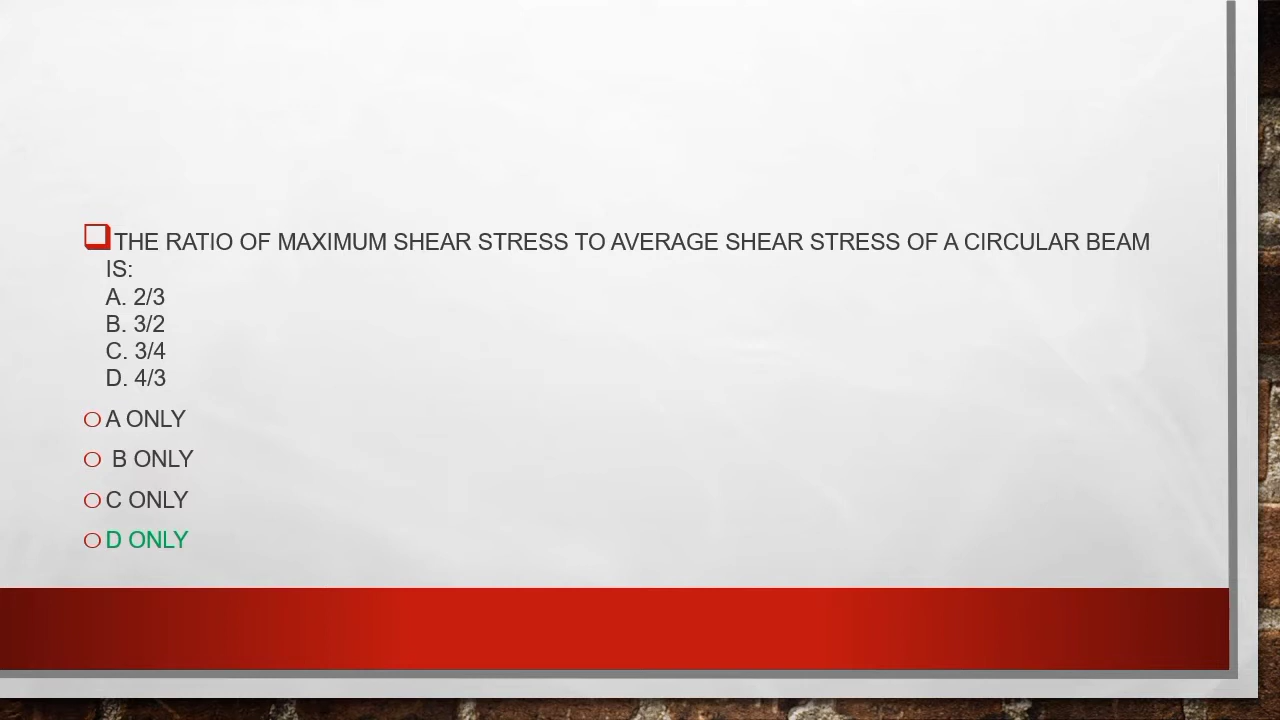 THE RATIO OF MAXIMUM SHEAR STRESS TO AVERAGE SHEAR STRESS OF A CIRCULAR BEAM
IS:
A. 2/3
B. 3/2
C. 3/4
D. 4/3
A ONLY
B ONLY
C ONLY
D ONLY